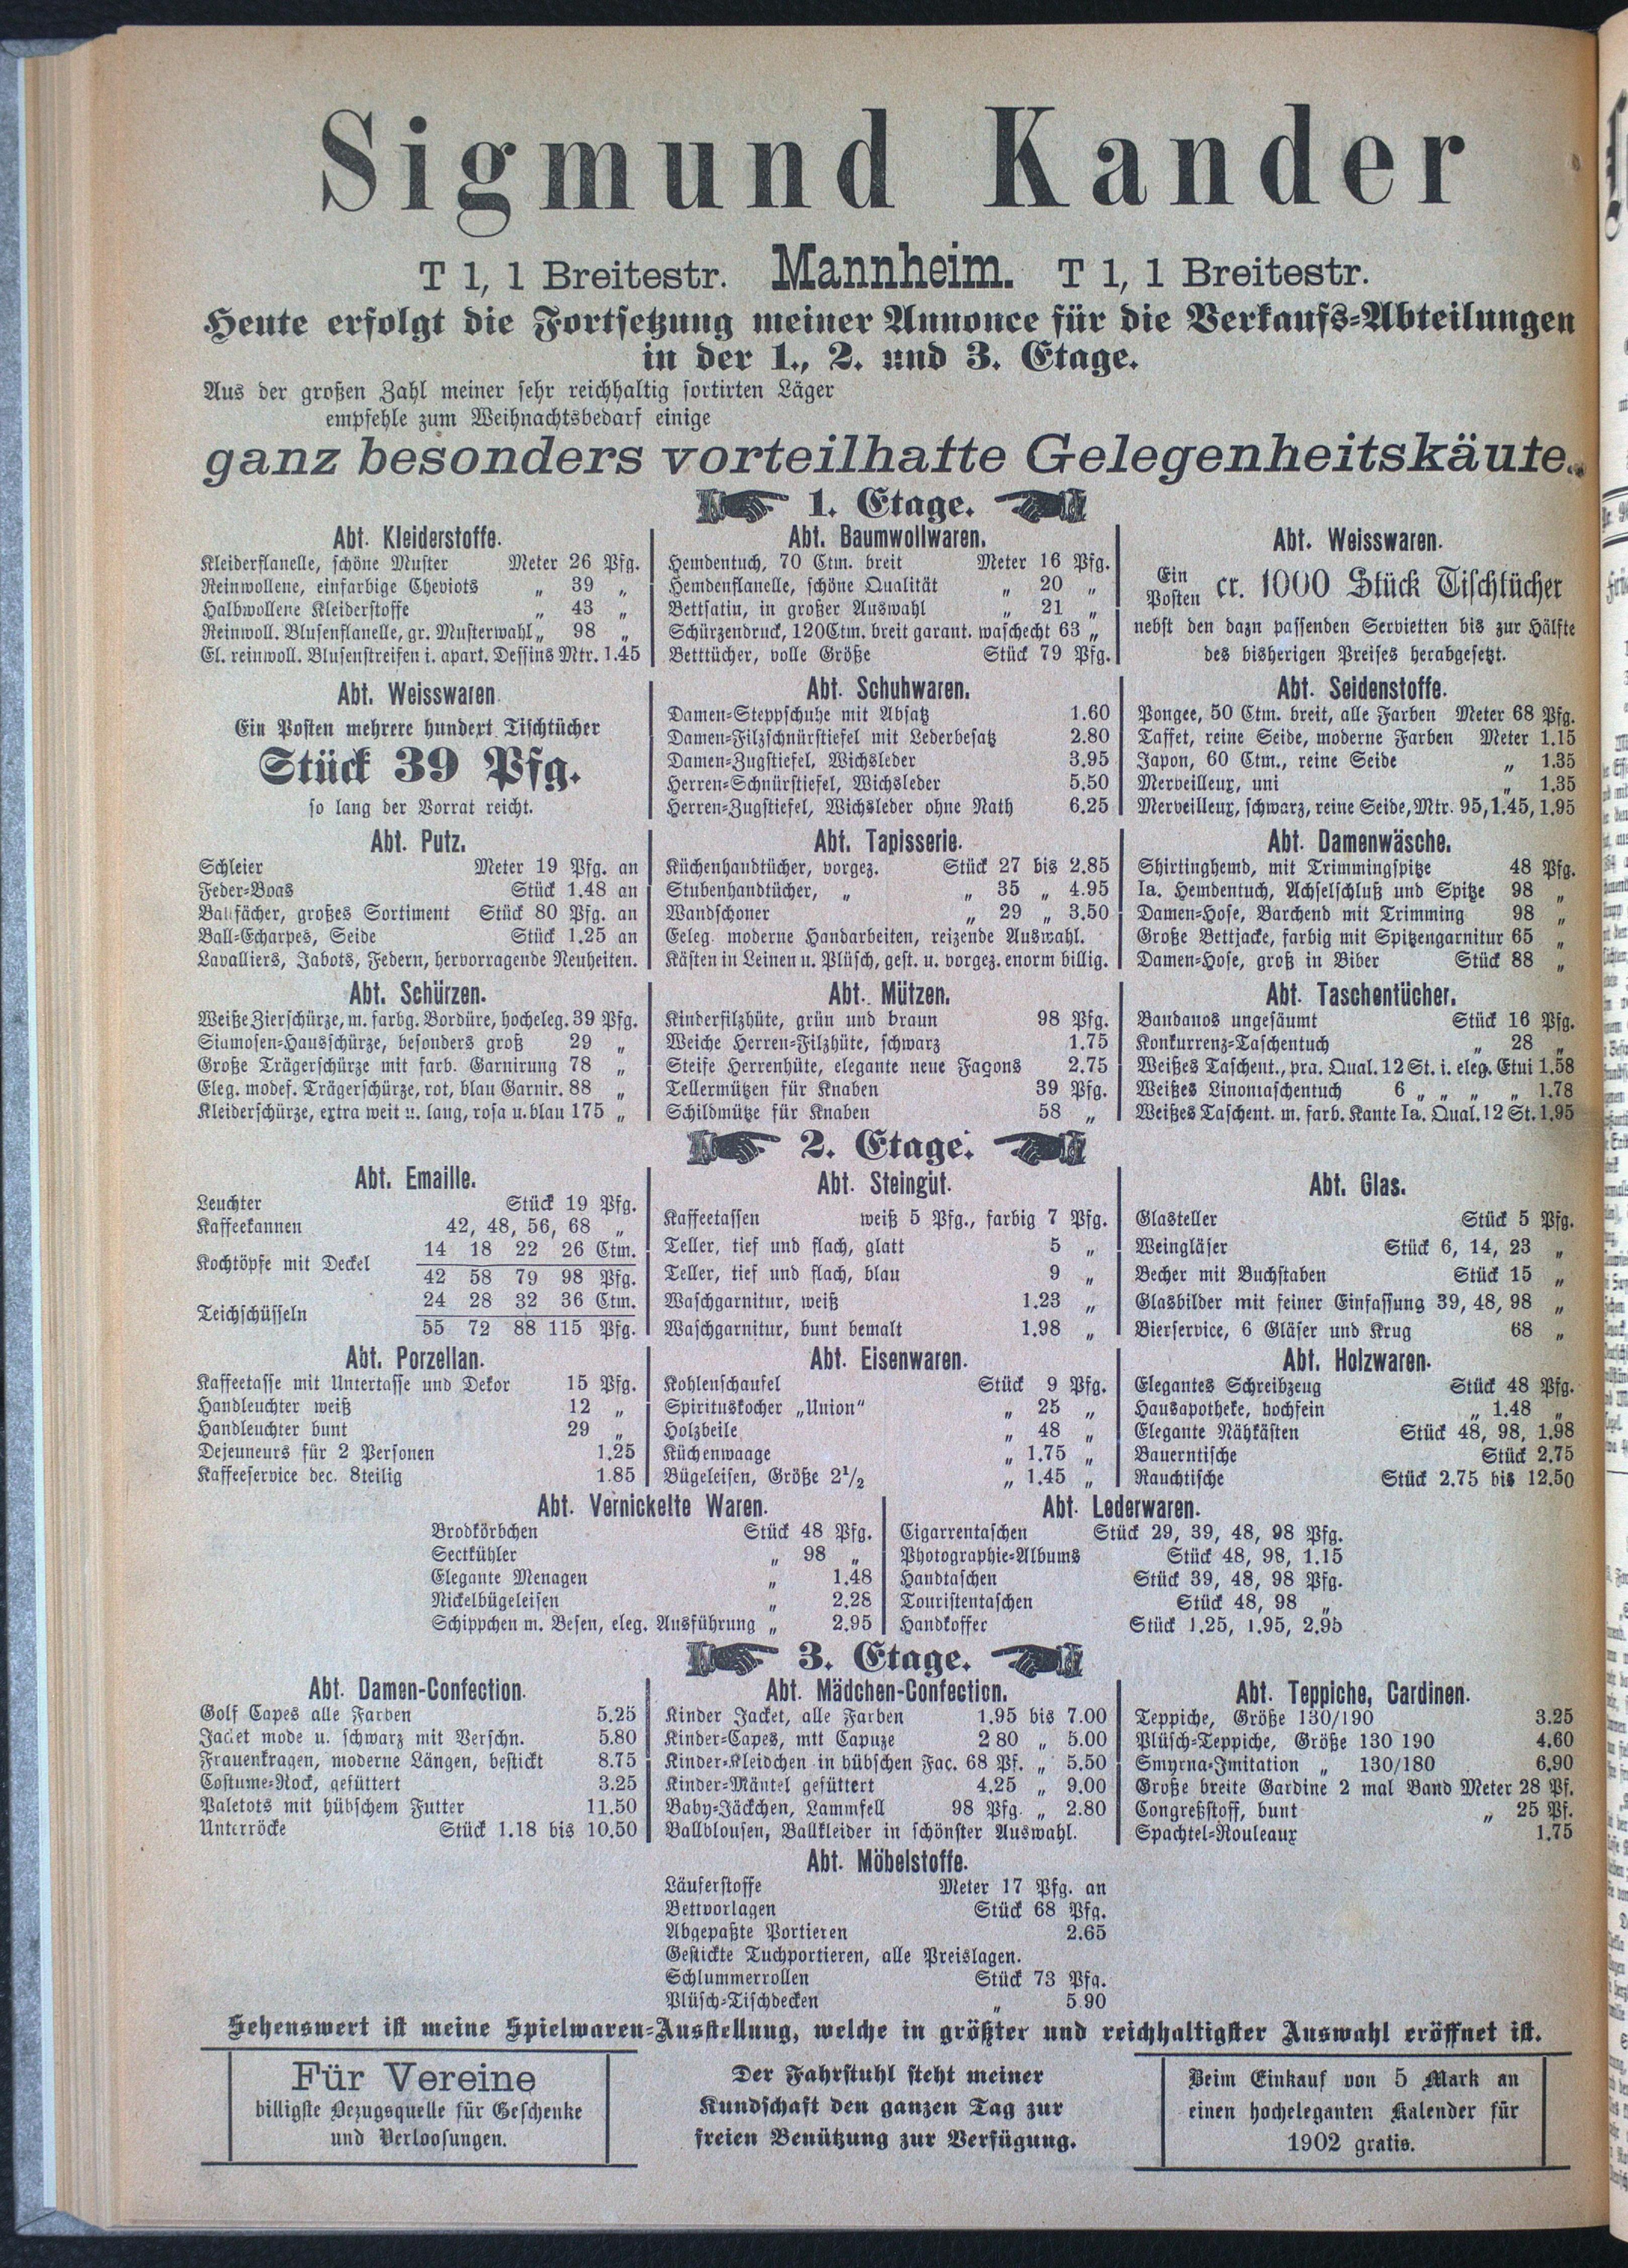 Sigmund Kander
T 1, 1 Breitestr. Mannheim. T 1, 1 Breitestr.
Heute erfolgt die Fortsetzung meiner Annonce für die Verkaufs-Abteilungen
in der 1., 2. und 3. Etage.
Aus der großen Zahl meiner sehr reichhaltig sortirten Läger
empfehle zum Weihnachtsbedarf einige
ganz besonders vorteilhafte Gelegenheitskäufe.
1. Etage.
Abt. Kleiderstoffe.
Kleiderflanelle, schöne Muster Meter 26 Pfg.
Reinwollene, einfarbige Cheviots „ 39 „
Halbwollene Kleiderstoffe „ 43 „
Reinwoll. Blusenflanelle, gr. Musterwahl „ 98 „
El. reinwoll. Blusenstreifen i. apart. Dessins Mtr. 1.45
Abt. Baumwollwaren.
Hemdentuch, 70 Ctm. breit Meter 16 Pfg.
Hemdenflanelle, schöne Qualität „ 20 „
Bettsatin, in großer Auswahl „ 21 „
Schürzendruck, 120 Ctm. breit garant. waschecht 63 „
Betttücher, volle Größe Stück 79 Pfg.
Abt. Weisswaren.
Ein Posten cr. 1000 Stück Tischtücher
nebst den dazu passenden Servietten bis zur Hälfte
des bisherigen Preises herabgesetzt.
Abt. Weisswaren.
Ein Posten mehrere hundert Tischtücher
Stück 39 Pfg.
so lang der Vorrat reicht.
Abt. Schuhwaren.
Damen-Steppschuhe mit Absatz 1.60
Damen-Filzschnürstiefel mit Lederbesatz 2.80
Damen-Zugstiefel, Wichsleder 3.95
Herren-Schnürstiefel, Wichsleder 5.50
Herren-Zugstiefel, Wichsleder ohne Nath 6.25
Abt. Seidenstoffe.
Pongee, 50 Ctm. breit, alle Farben Meter 68 Pfg.
Taffet, reine Seide, moderne Farben Meter 1.15
Japon, 60 Ctm., reine Seide „ 1.35
Merveilleux, uni „ 1.35
Merveilleux, schwarz, reine Seide, Mtr. 95, 1.45, 1.95
Abt. Putz.
Schleier Meter 19 Pfg. an
Feder-Boas Stück 1.48 an
Ballfächer, großes Sortiment Stück 80 Pfg. an
Ball-Echarpes, Seide Stück 1.25 an
Lavalliers, Jabots, Federn, hervorragende Neuheiten.
Abt. Tapisserie.
Küchenhandtücher, vorgez. Stück 27 bis 2.85
Stubenhandtücher, „ „ 35 „ 4.95
Wandschoner „ 29 „ 3.50
Eeleg. moderne Handarbeiten, reizende Auswahl.
Kästen in Leinen u. Plüsch, gest. u. vorgez. enorm billig.
Abt. Damenwäsche.
Shirtinghemd, mit Trimmingspitze 48 Pfg.
Ia. Hemdentuch, Achselschluß und Spitze 98 „
Damen-Hose, Barchend mit Trimming 98 „
Große Bettjacke, farbig mit Spitzengarnitur 65 „
Damen-Hose, groß in Biber Stück 88 „
Abt. Schürzen.
Weiße Zierschürze, m. farbg. Bordüre, hocheleg. 39 Pfg.
Siamosen-Hausschürze, besonders groß 29 „
Große Trägerschürze mit farb. Garnirung 78 „
Eleg. modef. Trägerschürze, rot, blau Garnir. 88 „
Kleiderschürze, extra weit u. lang, rosa u. blau 175 „
Abt. Mützen.
Kinderfilzhüte, grün und braun 98 Pfg.
Weiche Herren-Filzhüte, schwarz 1.75
Steife Herrenhüte, elegante neue Façons 2.75
Tellermützen für Knaben 39 Pfg.
Schildmütze für Knaben 58 „
Abt. Taschentücher.
Bandanos ungesäumt Stück 16 Pfg.
Konkurrenz-Taschentuch „ 28 „
Weißes Taschent., pra. Qual. 12 St. i. eleg. Etui 1.58
Weißes Linontaschentuch 6 „ „ „ „ 1.78
Weißes Taschent. m. farb. Kante Ia. Qual. 12 St. 1.95
2. Etage.
Abt. Emaille.
Leuchter Stück 19 Pfg.
Kaffeekannen 42, 48, 56, 68 „
Kochtöpfe mit Deckel 14 18 22 26 Ctm.
42 58 79 98 Pfg.
Teichschüsseln 24 28 32 36 Ctm.
55 72 88 115 Pfg.
Abt. Steingut.
Kaffeetassen weiß 5 Pfg., farbig 7 Pfg.
Teller, tief und flach, glatt 5 „
Teller, tief und flach, blau 9 „
Waschgarnitur, weiß 1.23 „
Waschgarnitur, bunt bemalt 1.98 „
Abt. Glas.
Glasteller Stück 5 Pfg.
Weingläser Stück 6, 14, 23 „
Becher mit Buchstaben Stück 15 „
Glasbilder mit feiner Einfassung 39, 48, 98 „
Bierservice, 6 Gläser und Krug 68 „
Abt. Porzellan.
Kaffeetasse mit Untertasse und Dekor 15 Pfg.
Handleuchter weiß 12 „
Handleuchter bunt 29 „
Dejeuneurs für 2 Personen 1.25
Kaffeeservice dec. 8teilig 1.85
Abt. Eisenwaren.
Kohlenschaufel Stück 9 Pfg.
Spirituskocher „Union“ „ 25 „
Holzbeile „ 48 „
Küchenwaage „ 1.75 „
Bügeleisen, Größe 2½ „ 1.45 „
Abt. Holzwaren.
Elegantes Schreibzeug Stück 48 Pfg.
Hausapotheke, hochfein „ 1.48 „
Elegante Nähkästen Stück 48, 98, 1.98
Bauerntische Stück 2.75
Rauchtische Stück 2.75 bis 12.50
Abt. Vernickelte Waren.
Brodkörbchen Stück 48 Pfg.
Sectkühler „ 98 „
Elegante Menagen „ 1.48
Nickelbügeleisen „ 2.28
Schippchen m. Besen, eleg. Ausführung „ 2.95
Abt. Lederwaren.
Cigarrentaschen Stück 29, 39, 48, 98 Pfg.
Photographie-Albums Stück 48, 98, 1.15
Handtaschen Stück 39, 48, 98 Pfg.
Touristentaschen Stück 48, 98 „
Handkoffer Stück 1.25, 1.95, 2.95
3. Etage.
Abt. Damen-Confection.
Golf Capes alle Farben 5.25
Jacket mode u. schwarz mit Verschn. 5.80
Frauenkragen, moderne Längen, bestickt 8.75
Costume-Rock, gefüttert 3.25
Paletots mit hübschem Futter 11.50
Unterröcke Stück 1.18 bis 10.50
Abt. Mädchen-Confection.
Kinder Jacket, alle Farben 1.95 bis 7.00
Kinder-Capes, mtt Capuze 2 80 „ 5.00
Kinder-Kleidchen in hübschen Fac. 68 Pf. „ 5.50
Kinder-Mäntel gefüttert 4.25 „ 9.00
Baby-Jäckchen, Lammfell 98 Pfg. „ 2.80
Ballblousen, Ballkleider in schönster Auswahl.
Abt. Teppiche, Cardinen.
Teppiche, Größe 130/190 3.25
Plüsch-Teppiche, Größe 130 190 4.60
Smyrna-Imitation „ 130/180 6.90
Große breite Gardine 2 mal Band Meter 28 Pf.
Congreßstoff, bunt „ 25 Pf.
Spachtel-Rouleaux 1.75
Abt. Möbelstoffe.
Läuferstoffe Meter 17 Pfg. an
Bettvorlagen Stück 68 Pfg.
Abgepaßte Portieren 2.65
Gestickte Tuchportieren, alle Preislagen.
Schlummerrollen Stück 73 Pfg.
Plüsch-Tischdecken „ 5.90
Sehenswert ist meine Spielwaren-Ausstellung, welche in größter und reichhaltigster Auswahl eröffnet ist.
Für Vereine
billigste Bezugsquelle für Geschenke
und Verloosungen.
Der Fahrstuhl steht meiner
Kundschaft den ganzen Tag zur
freien Benützung zur Verfügung.
Beim Einkauf von 5 Mark an
einen hocheleganten Kalender für
1902 gratis.